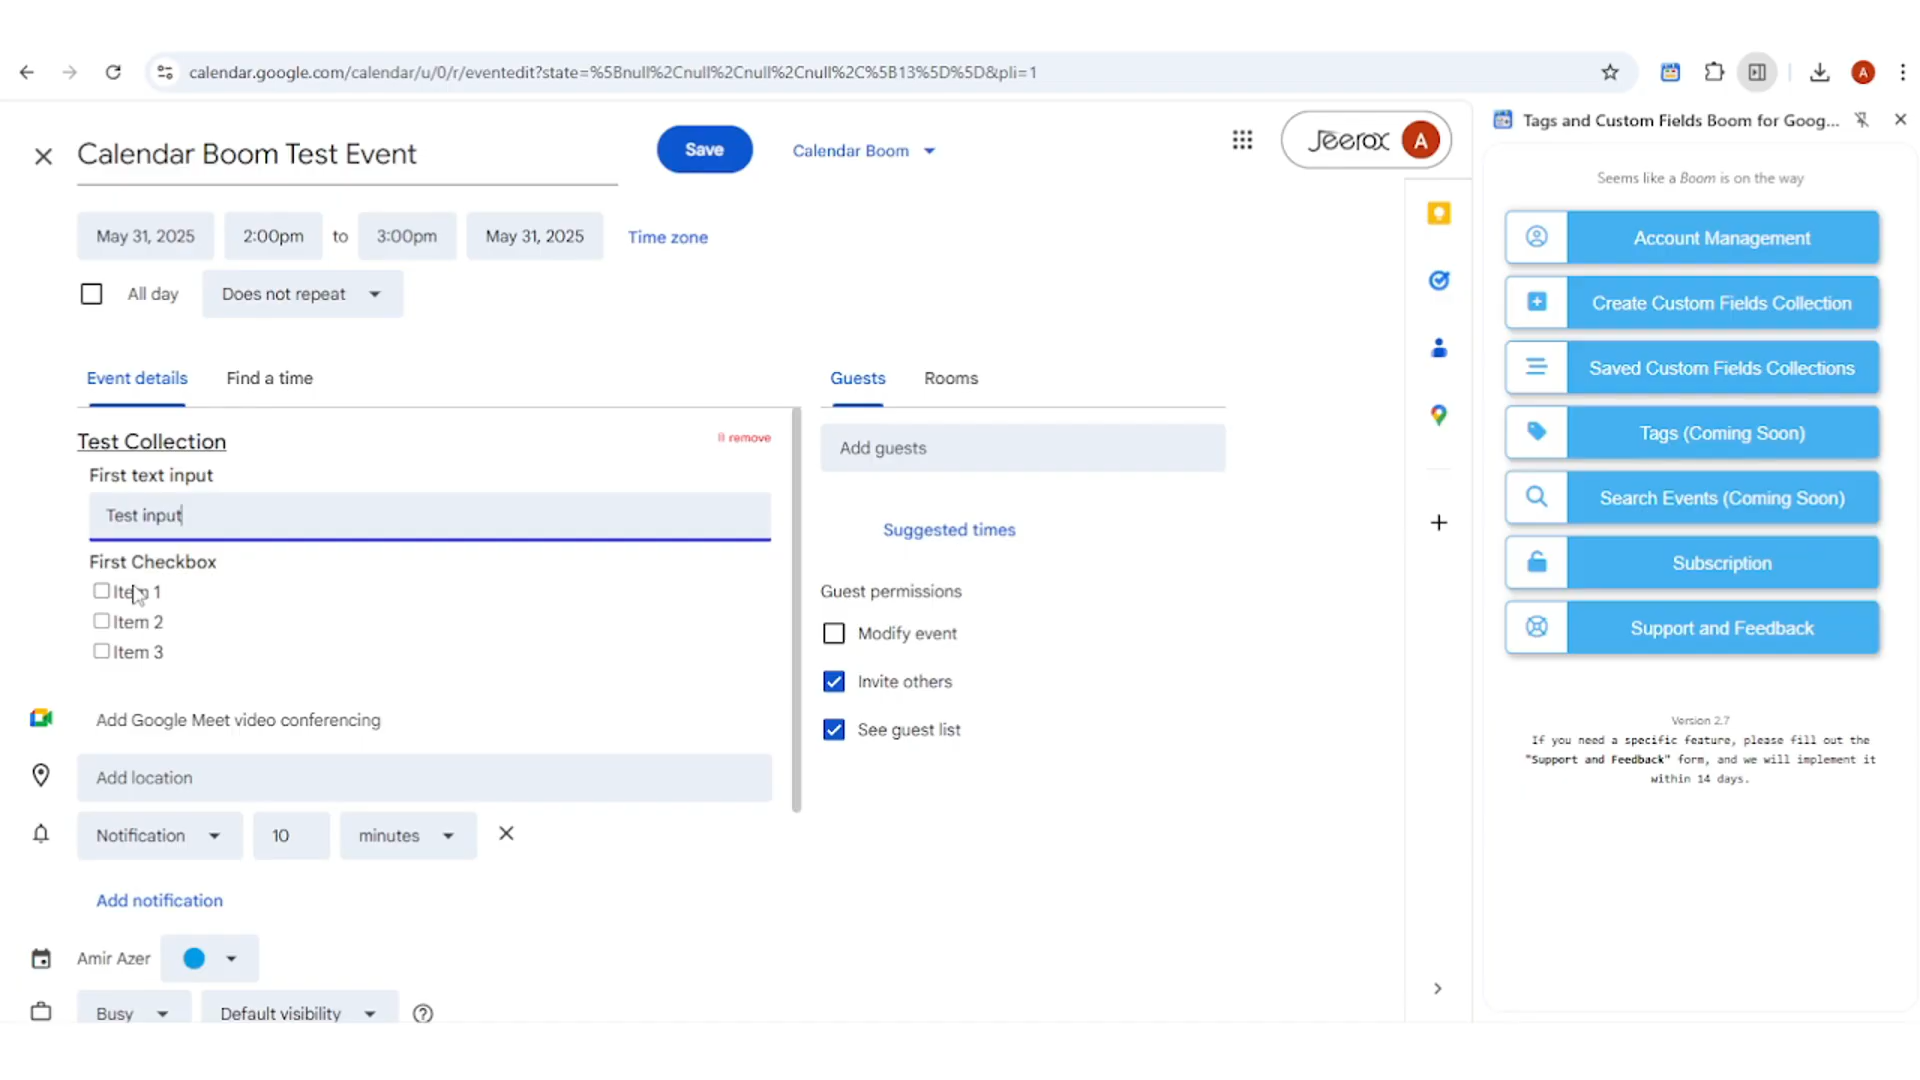 calendar.google.com/calendar/u/0/r/eventedit?state=%5Bnull%2Cnull%2Cnull%2Cnull%2C%5B13%5D%5D&pli=1
A
Calendar Boom Test Event
Save
Calendar Boom
Jeerox
A
May 31, 2025
2:00pm
to
3:00pm
May 31, 2025
Time zone
All day
Does not repeat
Event details
Find a time
Test Collection
remove
First text input
Test input
First Checkbox
Item 1
Item 2
Item 3
Add Google Meet video conferencing
Add location
Notification
10
minutes
Add notification
Amir Azer
Busy
Default visibility
Guests
Rooms
Add guests
Suggested times
Guest permissions
Modify event
Invite others
See guest list
Tags and Custom Fields Boom for Goog...
Seems like a Boom is on the way
Account Management
Create Custom Fields Collection
Saved Custom Fields Collections
Tags (Coming Soon)
Search Events (Coming Soon)
Subscription
Support and Feedback
Version 2.7
If you need a specific feature, please fill out the
"Support and Feedback" form, and we will implement it
within 14 days.